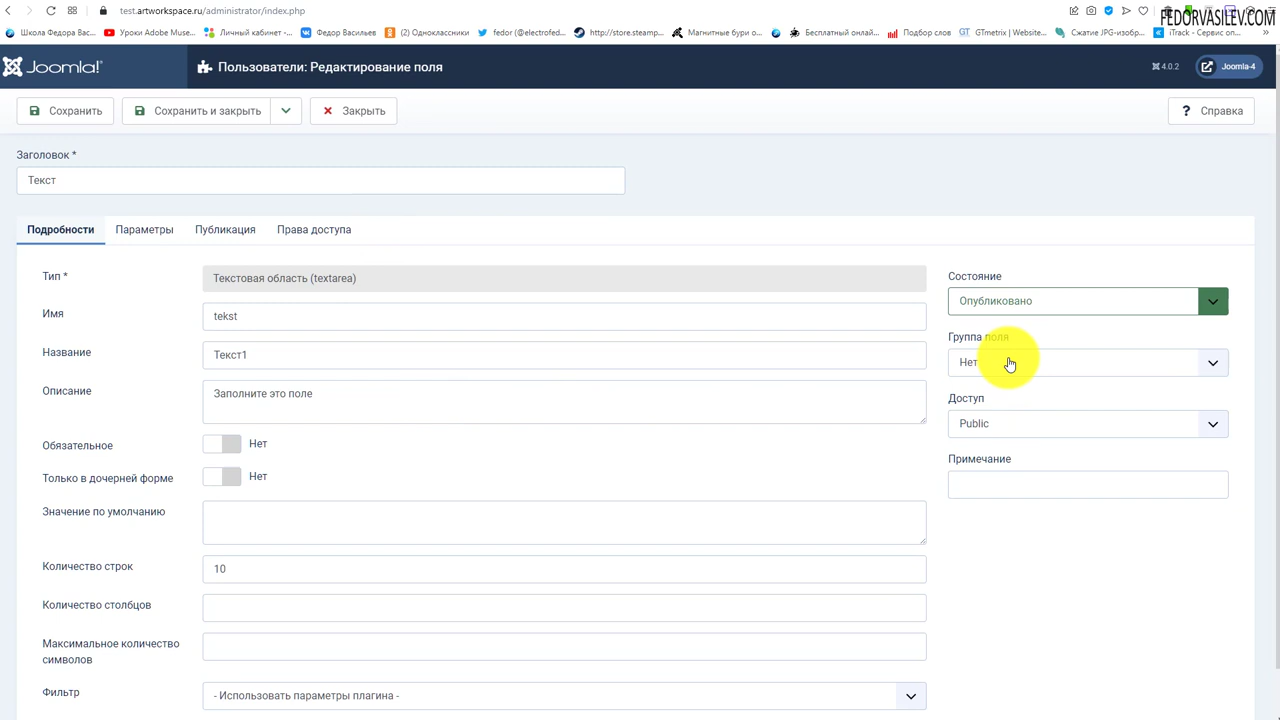 test.artworkspace.ru/administrator/index.php
FEDORVASILEV.COM
Школа Федора Вас... Уроки Adobe Muse... Личный кабинет -... Федор Васильев (2) Одноклассники fedor (@electrofed... http://store.steamp... Магнитные бури о... Бесплатный онлай... Подбор слов GTmetrix | Website... Сжатие JPG-изобр... iTrack - Сервис оп... »
Joomla! Пользователи: Редактирование поля 4.0.2 Joomla-4
Сохранить Сохранить и закрыть Закрыть ? Справка
Заголовок *
Текст
Подробности Параметры Публикация Права доступа
Тип * Текстовая область (textarea)
Состояние
Опубликовано
Имя tekst
Группа поля
Нет
Название Текст1
Описание Заполните это поле
Доступ
Public
Обязательное Нет
Примечание
Только в дочерней форме Нет
Значение по умолчанию
Количество строк 10
Количество столбцов
Максимальное количество
символов
Фильтр - Использовать параметры плагина -